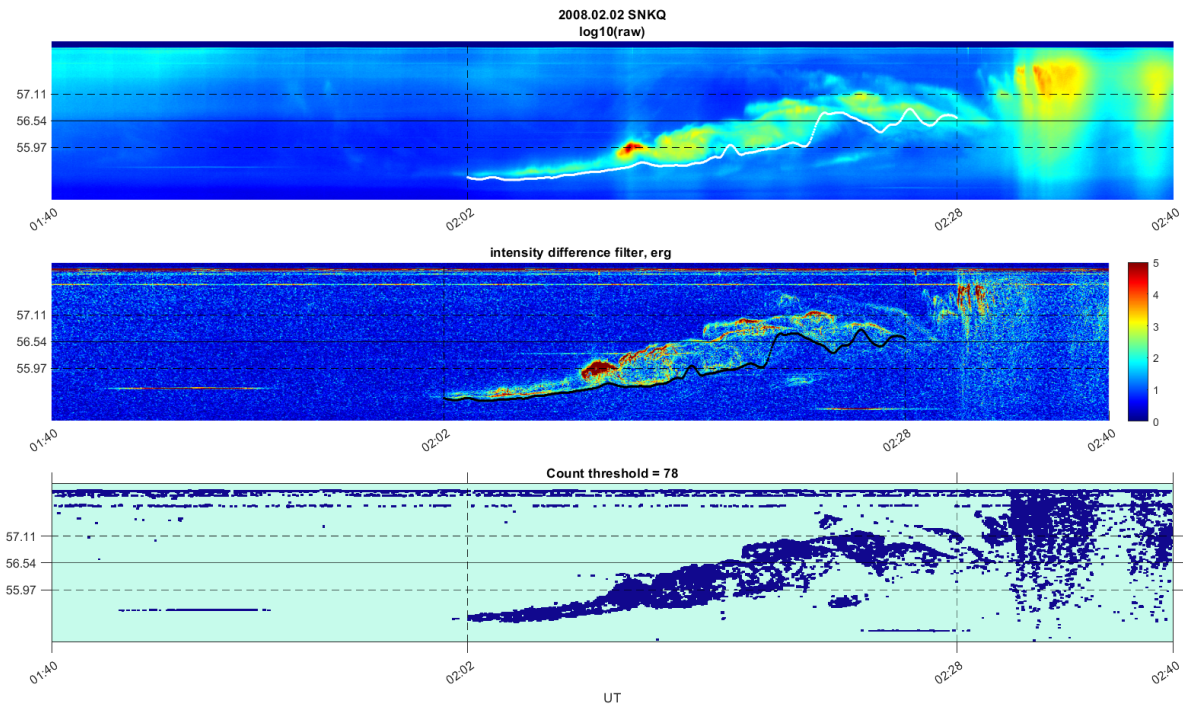 2008.02.02 SNKQ
log10(raw)
57.11
56.54
55.97
01:40 02:02 02:28 02:40
intensity difference filter, erg
57.11
56.54
55.97
5
4
3
2
1
0
01:40 02:02 02:28 02:40
Count threshold = 78
57.11
56.54
55.97
01:40 02:02 02:28 02:40
UT